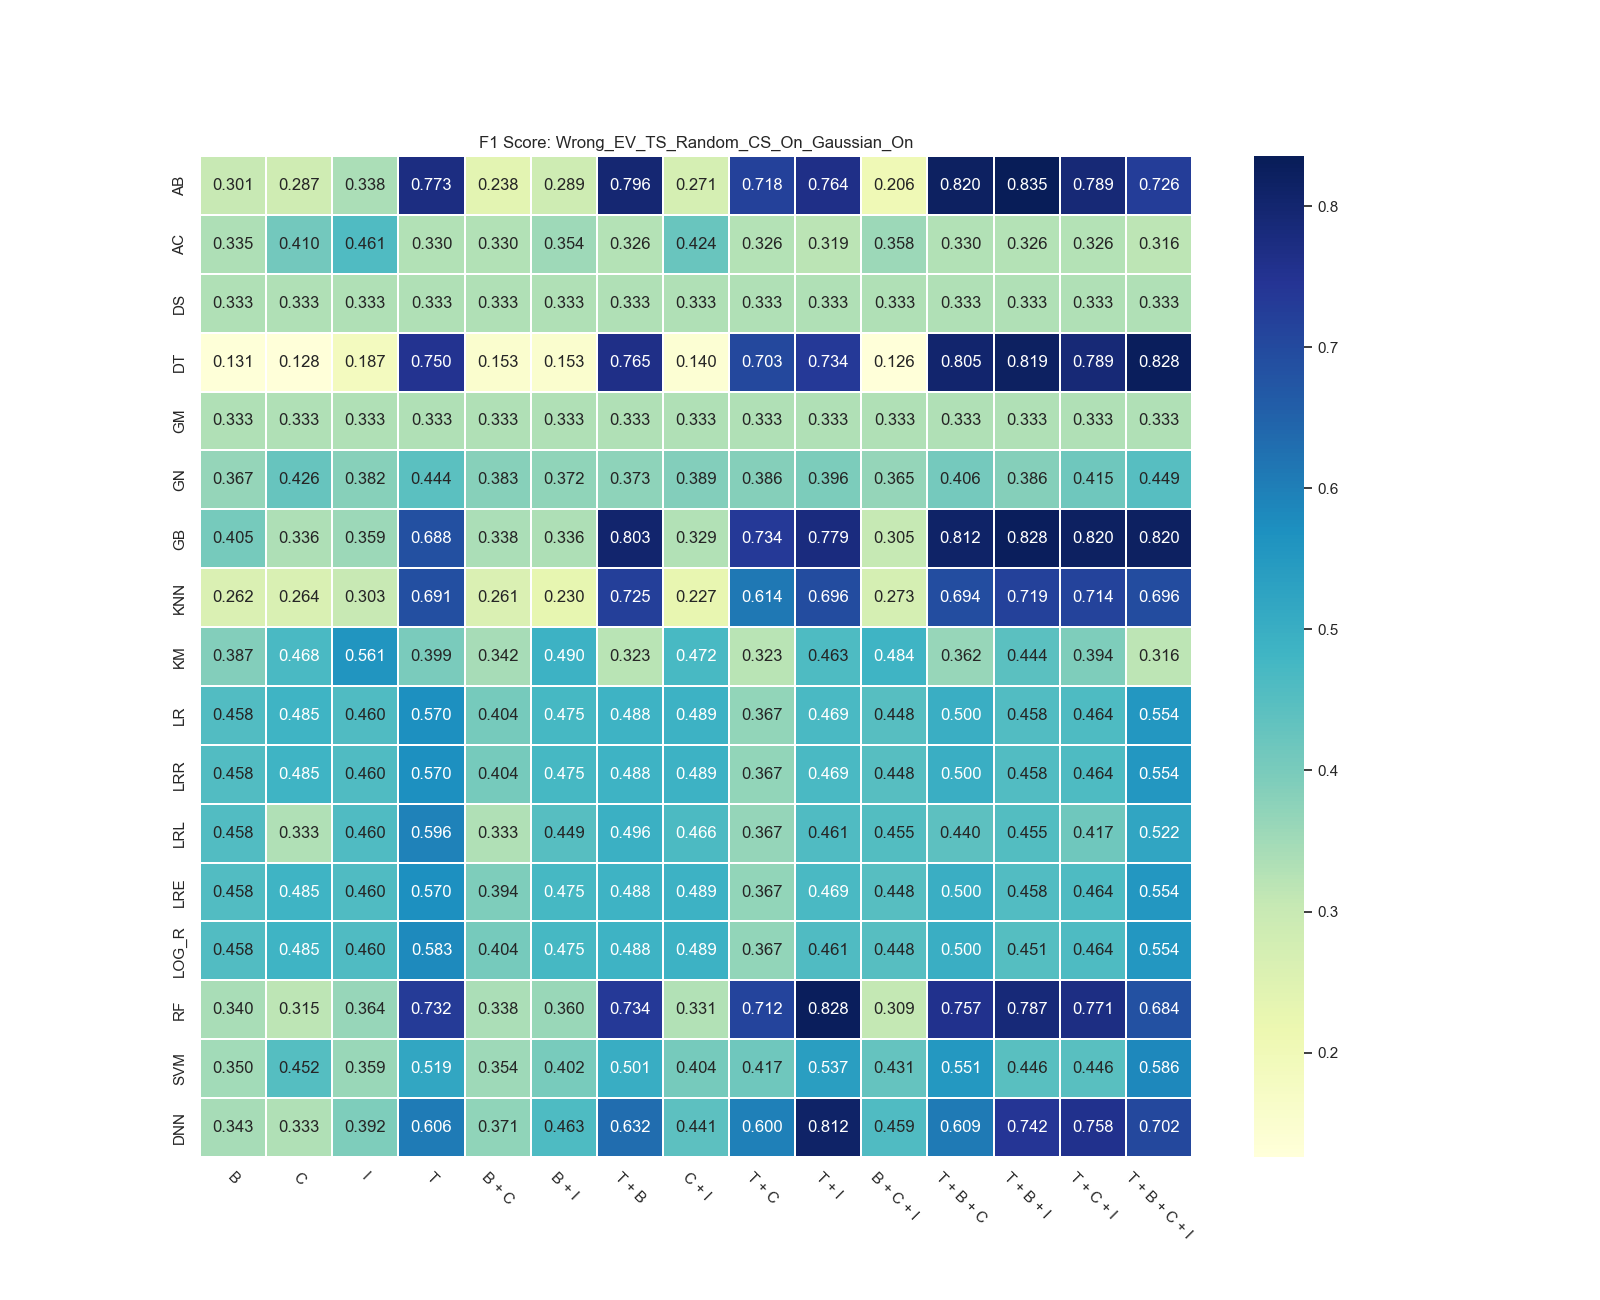 F1 Score: Wrong_EV_TS_Random_CS_On_Gaussian_On
AB 0.301 0.287 0.338 0.773 0.238 0.289 0.796 0.271 0.718 0.764 0.206 0.820 0.835 0.789 0.726
AC 0.335 0.410 0.461 0.330 0.330 0.354 0.326 0.424 0.326 0.319 0.358 0.330 0.326 0.326 0.316
DS 0.333 0.333 0.333 0.333 0.333 0.333 0.333 0.333 0.333 0.333 0.333 0.333 0.333 0.333 0.333
DT 0.131 0.128 0.187 0.750 0.153 0.153 0.765 0.140 0.703 0.734 0.126 0.805 0.819 0.789 0.828
GM 0.333 0.333 0.333 0.333 0.333 0.333 0.333 0.333 0.333 0.333 0.333 0.333 0.333 0.333 0.333
GN 0.367 0.426 0.382 0.444 0.383 0.372 0.373 0.389 0.386 0.396 0.365 0.406 0.386 0.415 0.449
GB 0.405 0.336 0.359 0.688 0.338 0.336 0.803 0.329 0.734 0.779 0.305 0.812 0.828 0.820 0.820
KNN 0.262 0.264 0.303 0.691 0.261 0.230 0.725 0.227 0.614 0.696 0.273 0.694 0.719 0.714 0.696
KM 0.387 0.468 0.561 0.399 0.342 0.490 0.323 0.472 0.323 0.463 0.484 0.362 0.444 0.394 0.316
LR 0.458 0.485 0.460 0.570 0.404 0.475 0.488 0.489 0.367 0.469 0.448 0.500 0.458 0.464 0.554
LRR 0.458 0.485 0.460 0.570 0.404 0.475 0.488 0.489 0.367 0.469 0.448 0.500 0.458 0.464 0.554
LRL 0.458 0.333 0.460 0.596 0.333 0.449 0.496 0.466 0.367 0.461 0.455 0.440 0.455 0.417 0.522
LRE 0.458 0.485 0.460 0.570 0.394 0.475 0.488 0.489 0.367 0.469 0.448 0.500 0.458 0.464 0.554
LOG_R 0.458 0.485 0.460 0.583 0.404 0.475 0.488 0.489 0.367 0.461 0.448 0.500 0.451 0.464 0.554
RF 0.340 0.315 0.364 0.732 0.338 0.360 0.734 0.331 0.712 0.828 0.309 0.757 0.787 0.771 0.684
SVM 0.350 0.452 0.359 0.519 0.354 0.402 0.501 0.404 0.417 0.537 0.431 0.551 0.446 0.446 0.586
DNN 0.343 0.333 0.392 0.606 0.371 0.463 0.632 0.441 0.600 0.812 0.459 0.609 0.742 0.758 0.702
B C I T B + C B + I T + B C + I T + C T + I B + C + I T + B + C T + B + I T + C + I T + B + C + I
0.8
0.7
0.6
0.5
0.4
0.3
0.2